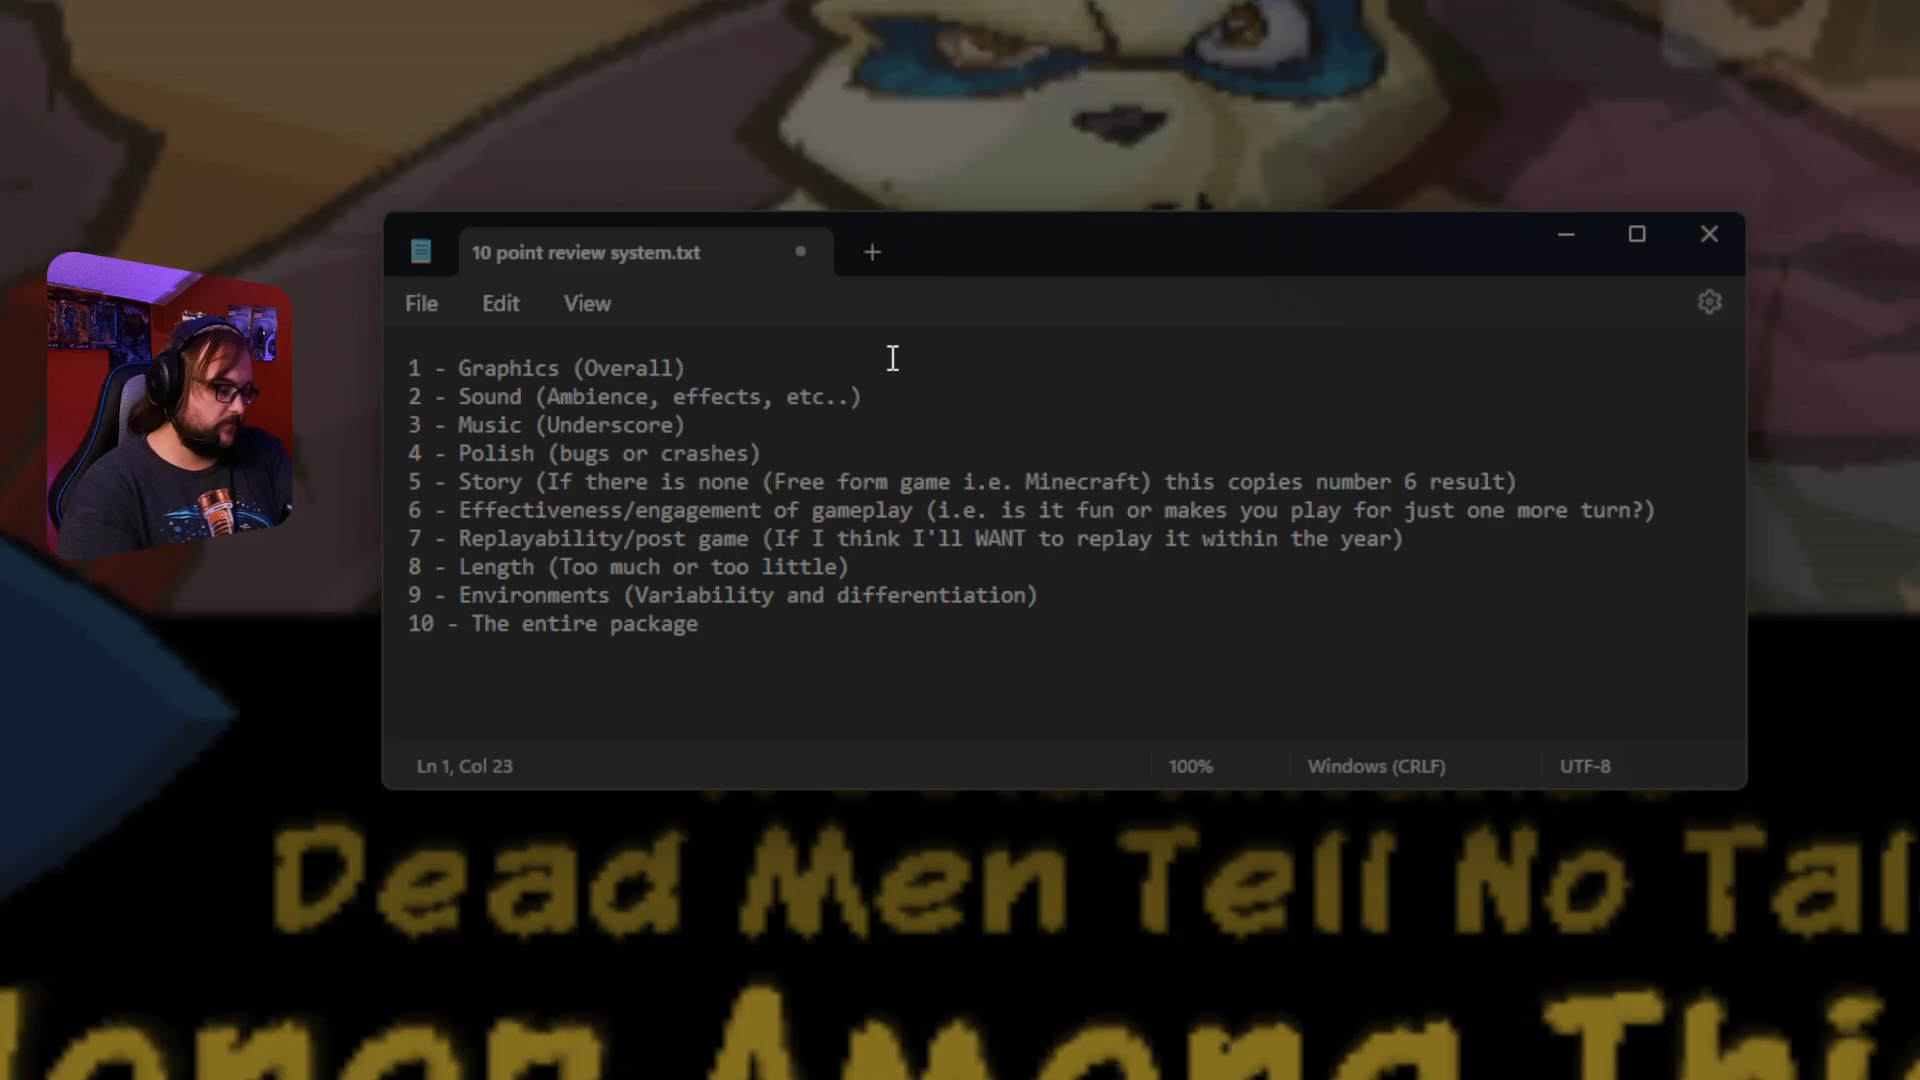 10 point review system.txt
File Edit View
1 - Graphics (Overall)
2 - Sound (Ambience, effects, etc..)
3 - Music (Underscore)
4 - Polish (bugs or crashes)
5 - Story (If there is none (Free form game i.e. Minecraft) this copies number 6 result)
6 - Effectiveness/engagement of gameplay (i.e. is it fun or makes you play for just one more turn?)
7 - Replayability/post game (If I think I'll WANT to replay it within the year)
8 - Length (Too much or too little)
9 - Environments (Variability and differentiation)
10 - The entire package
Ln 1, Col 23 100% Windows (CRLF) UTF-8
Dead Men Tell No Tal
Honor Among Thi